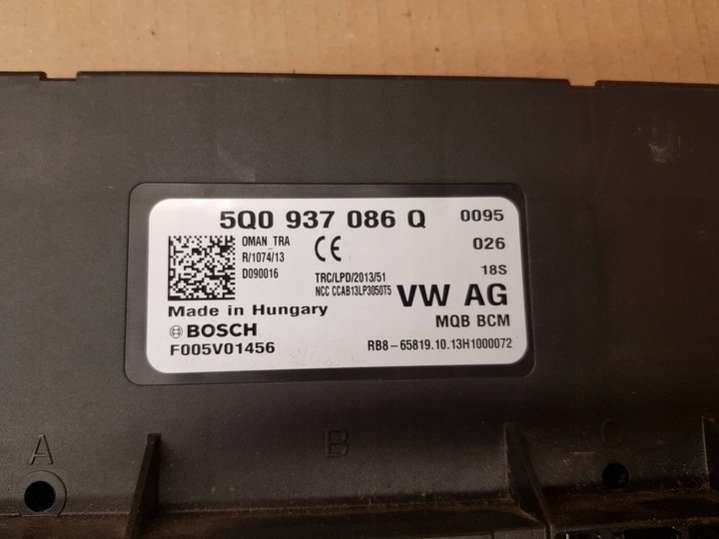 5Q0 937 086 Q 0095
OMAN_TRA
R/1074/13
D090016
CE
026
18S
TRC/LPD/2013/51
NCC CCAB13LP3050T5
VW AG
Made in Hungary
BOSCH
MQB BCM
F005V01456
RB8-65819.10.13H1000072
A B C